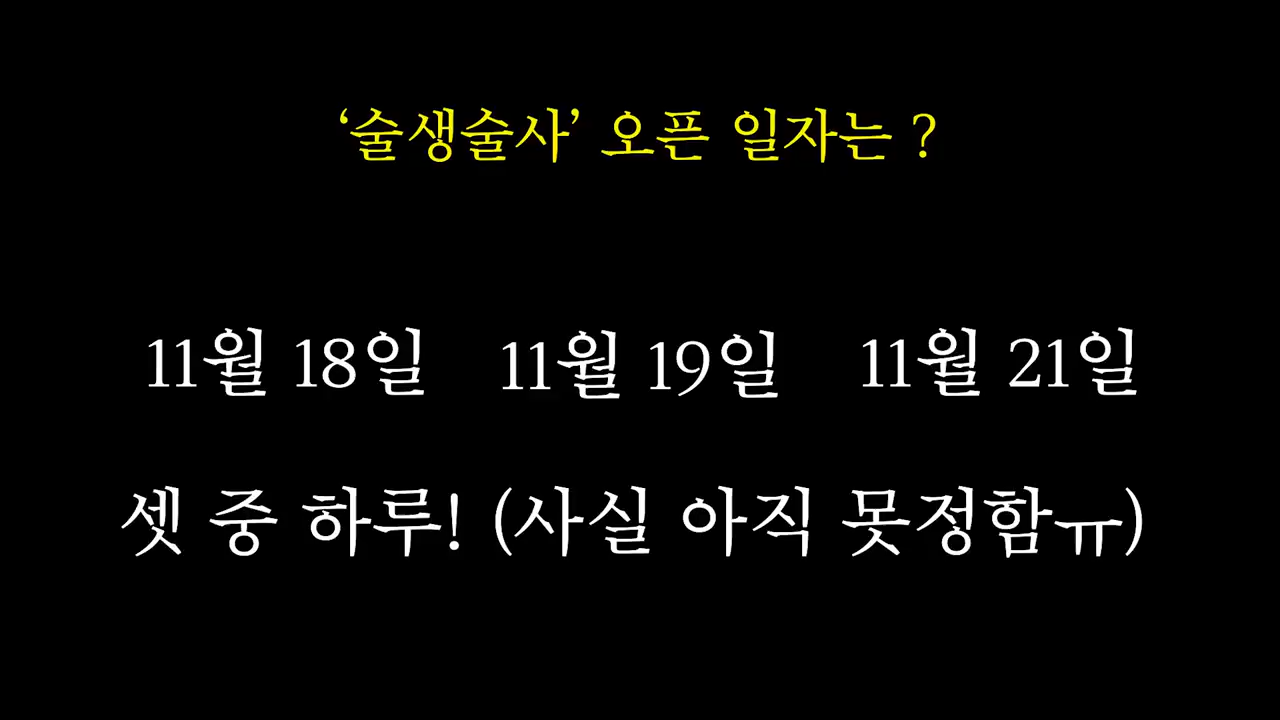 ‘술생술사’ 오픈 일자는 ?
11월 18일 11월 19일 11월 21일
셋 중 하루! (사실 아직 못정함ㅠ)